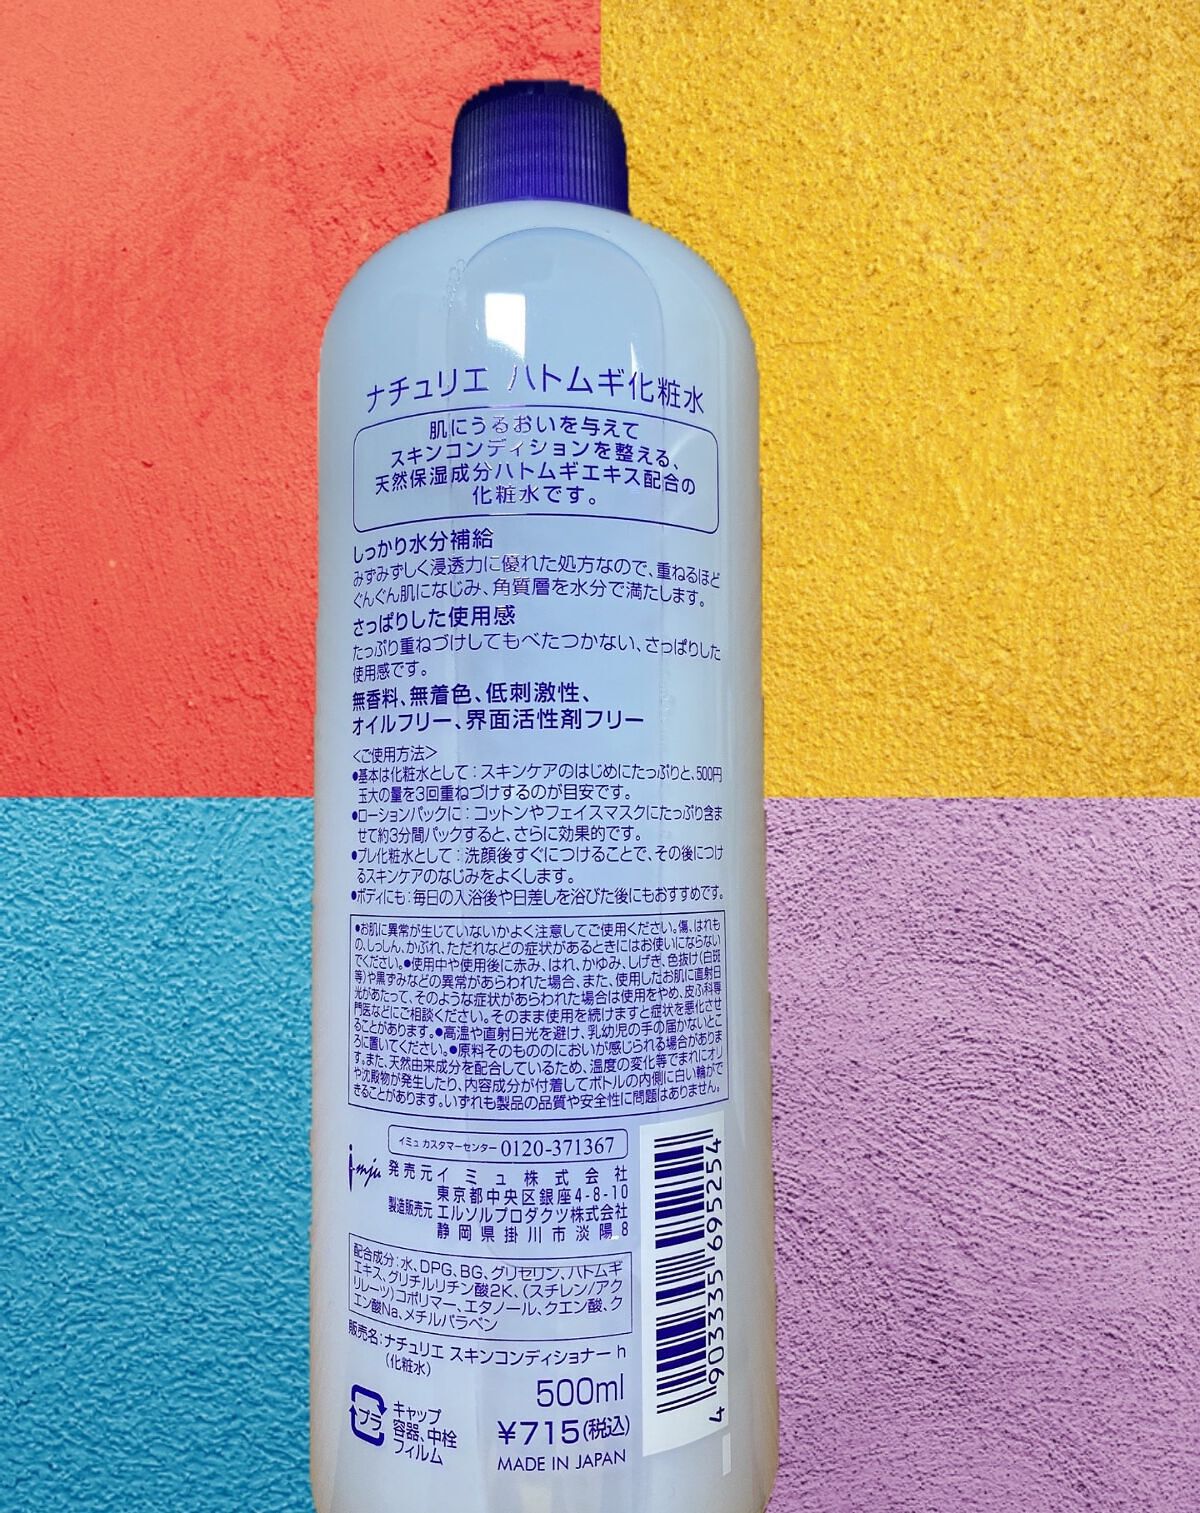 ナチュリエ ハトムギ化粧水
肌にうるおいを与えて
スキンコンディションを整える、
天然保湿成分ハトムギエキス配合の
化粧水です。
しっかり水分補給
みずみずしく浸透力に優れた処方なので、重ねるほど
ぐんぐん肌になじみ、角質層を水分で満たします。
さっぱりした使用感
たっぷり重ねづけしてもべたつかない、さっぱりした
使用感です。
無香料、無着色、低刺激性、
オイルフリー、界面活性剤フリー
<ご使用方法>
●基本は化粧水として：スキンケアのはじめにたっぷりと、500円
玉大の量を3回重ねづけするのが目安です。
●ローションパックに：コットンやフェイスマスクにたっぷり含ま
せて約3分間パックすると、さらに効果的です。
●プレ化粧水として：洗顔後すぐにつけることで、その後につけ
るスキンケアのなじみをよくします。
●ボディにも：毎日の入浴後や日差しを浴びた後にもおすすめです。
●お肌に異常が生じていないかよく注意してご使用ください。傷、はれも
の、しっしん、かぶれ、ただれなどの症状があるときにはお使いにならない
でください。●使用中や使用後に赤み、はれ、かゆみ、しげき、色抜け(白斑
等)や黒ずみなどの異常があらわれた場合、また、使用したお肌に直射日
光があたって、そのような症状があらわれた場合は使用をやめ、皮ふ科専
門医などにご相談ください。そのまま使用を続けますと症状を悪化させ
ることがあります。●高温や直射日光を避け、乳幼児の手の届かないとこ
ろに置いてください。●原料そのもののにおいが感じられる場合がありま
す。また、天然由来成分を配合しているため、温度の変化等でまれにオリ
や沈殿物が発生したり、内容成分が付着してボトルの内側に白い輪がで
きることがあります。いずれも製品の品質や安全性に問題はありません。
イミュ カスタマーセンター 0120-371367
i-mju 発売元 イミュ株式会社
東京都中央区銀座4-8-10
製造販売元 エルソルプロダクツ株式会社
静岡県掛川市淡陽8
配合成分：水、DPG、BG、グリセリン、ハトムギ
エキス、グリチルリチン酸2K、(スチレン/アク
リレーツ)コポリマー、エタノール、クエン酸、ク
エン酸Na、メチルパラベン
販売名：ナチュリエ スキンコンディショナー h
(化粧水)
500ml
¥715(税込)
MADE IN JAPAN
プラ
キャップ
容器、中栓
フィルム
4 903335 695254